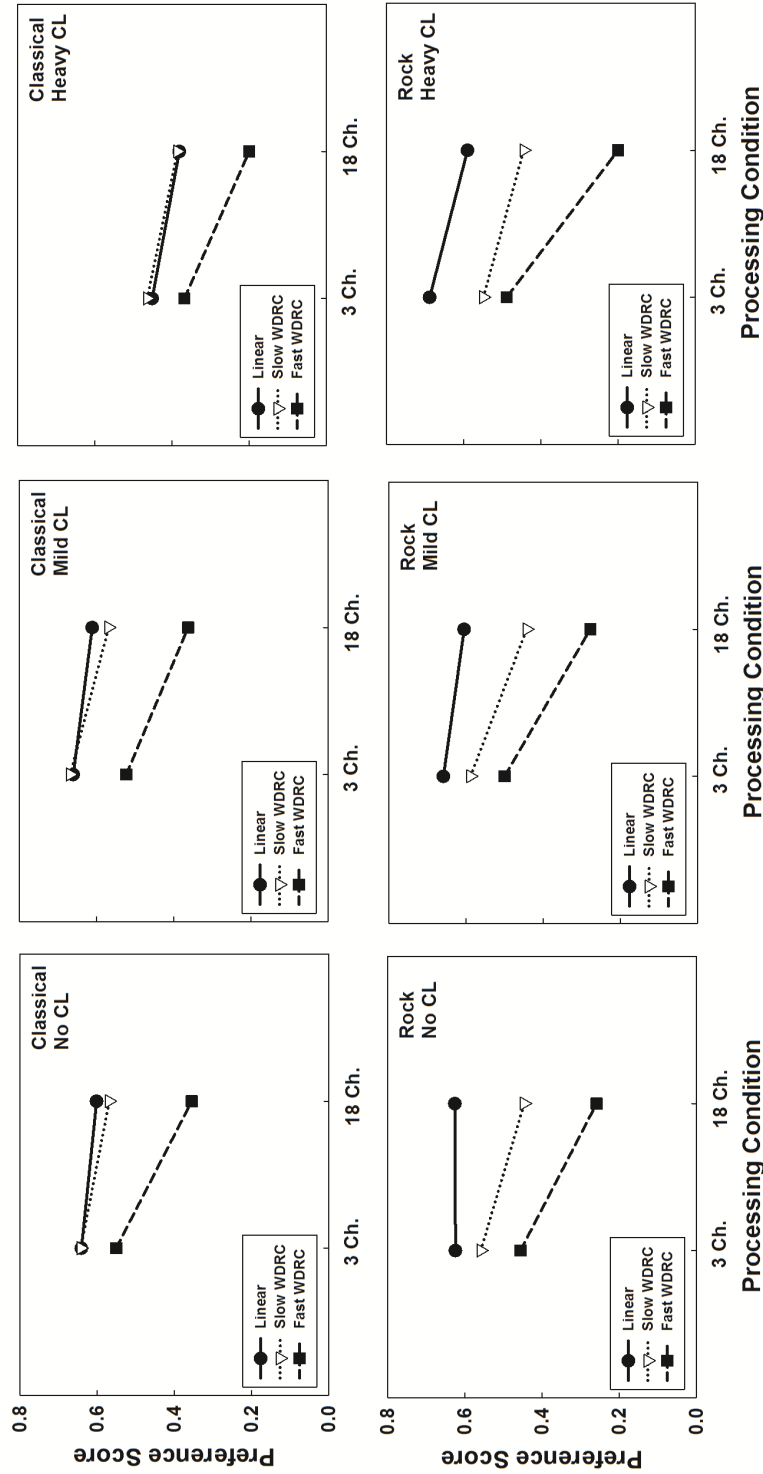 Classical
No CL
Linear
Slow WDRC
Fast WDRC
3 Ch.
18 Ch.
Classical
Mild CL
Linear
Slow WDRC
Fast WDRC
3 Ch.
18 Ch.
Classical
Heavy CL
Linear
Slow WDRC
Fast WDRC
3 Ch.
18 Ch.
0.6
0.4
0.2
0.0
Preference Score
Rock
No CL
Linear
Slow WDRC
Fast WDRC
3 Ch.
18 Ch.
Processing Condition
Rock
Mild CL
Linear
Slow WDRC
Fast WDRC
3 Ch.
18 Ch.
Processing Condition
Rock
Heavy CL
Linear
Slow WDRC
Fast WDRC
3 Ch.
18 Ch.
Processing Condition
0.8
0.6
0.4
0.2
0.0
Preference Score